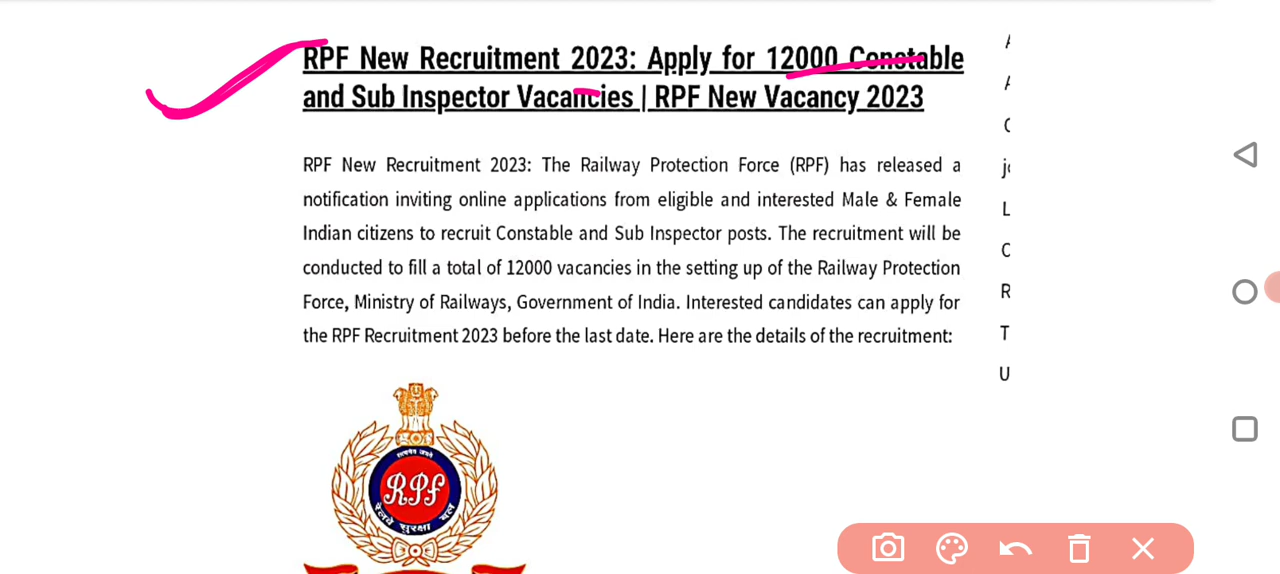 RPF New Recruitment 2023: Apply for 12000 Constable
and Sub Inspector Vacancies | RPF New Vacancy 2023
RPF New Recruitment 2023: The Railway Protection Force (RPF) has released a
notification inviting online applications from eligible and interested Male & Female
Indian citizens to recruit Constable and Sub Inspector posts. The recruitment will be
conducted to fill a total of 12000 vacancies in the setting up of the Railway Protection
Force, Ministry of Railways, Government of India. Interested candidates can apply for
the RPF Recruitment 2023 before the last date. Here are the details of the recruitment:
RPF
रेलवे सुरक्षा बल
L
R
T
U